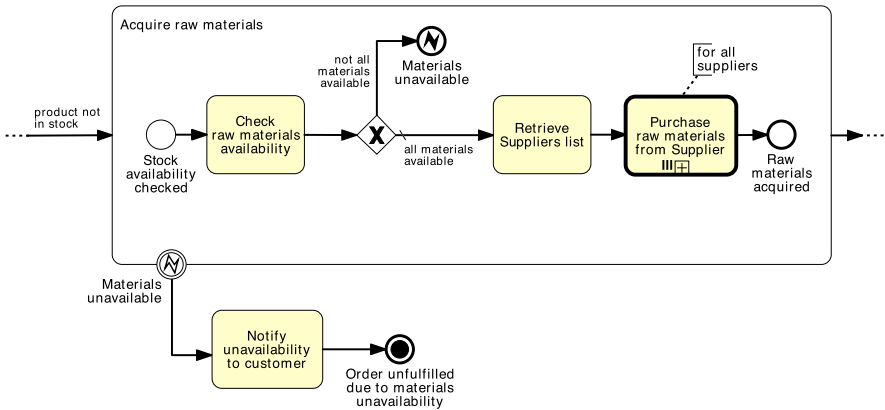 Acquire raw materials
not all
materials
available
Materials
unavailable
for all
suppliers
product not
in stock
Check
raw materials
availability
X
all materials
available
Retrieve
Suppliers list
Purchase
raw materials
from Supplier
Stock
availability
checked
Raw
materials
acquired
Materials
unavailable
Notify
unavailability
to customer
Order unfulfilled
due to materials
unavailability